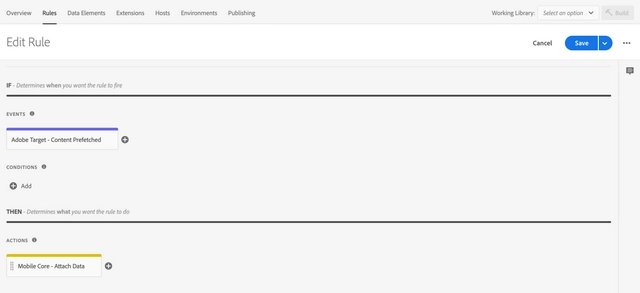 Overview Rules Data Elements Extensions Hosts Environments Publishing Working Library: Select an option Build
Edit Rule Cancel Save
IF - Determines when you want the rule to fire
EVENTS
Adobe Target - Content Prefetched
CONDITIONS
Add
THEN - Determines what you want the rule to do
ACTIONS
Mobile Core - Attach Data